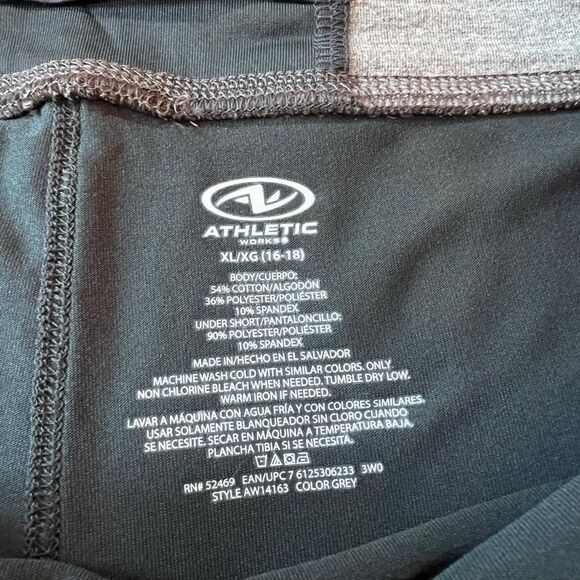 ATHLETIC
WORKS®
XL/XG (16-18)
BODY/CUERPO:
54% COTTON/ALGODÓN
36% POLYESTER/POLIÉSTER
10% SPANDEX
UNDER SHORT/PANTALONCILLO:
90% POLYESTER/POLIÉSTER
10% SPANDEX
MADE IN/HECHO EN EL SALVADOR
MACHINE WASH COLD WITH SIMILAR COLORS. ONLY
NON CHLORINE BLEACH WHEN NEEDED. TUMBLE DRY LOW.
WARM IRON IF NEEDED.
LAVAR A MÁQUINA CON AGUA FRÍA Y CON COLORES SIMILARES.
USAR SOLAMENTE BLANQUEADOR SIN CLORO CUANDO
SE NECESITE. SECAR EN MÁQUINA A TEMPERATURA BAJA.
PLANCHA TIBIA SI SE NECESITA.
RN# 52469 EAN/UPC 7 6125306233 3W0
STYLE AW14163 COLOR GREY